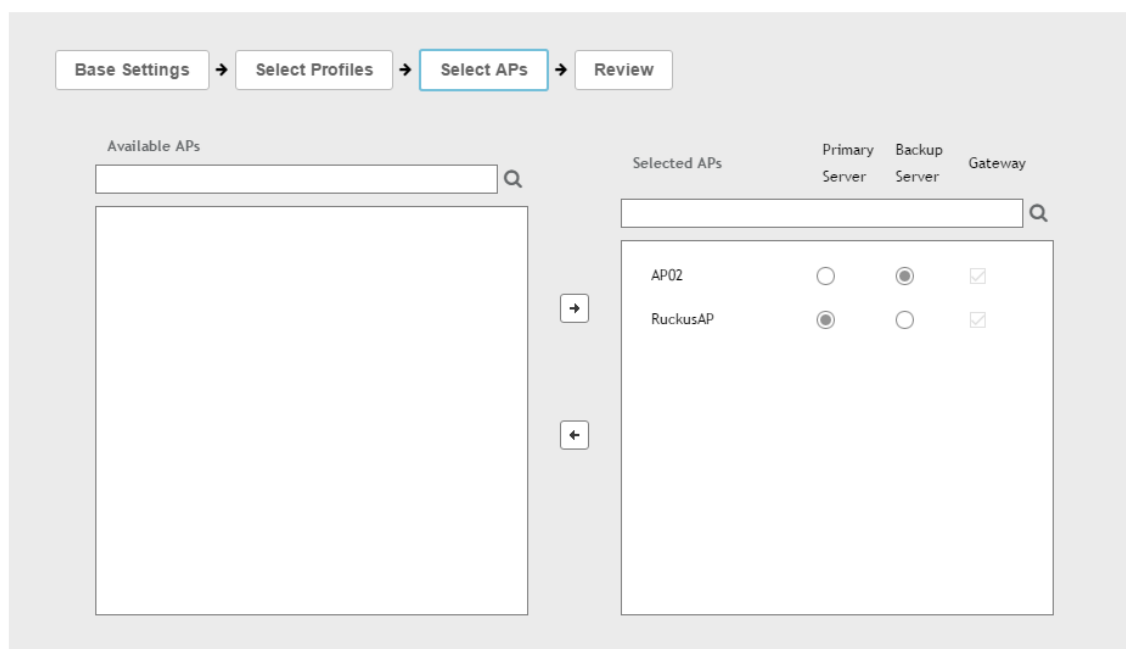 Base Settings → Select Profiles → Select APs → Review
Available APs
Selected APs Primary Server Backup Server Gateway
AP02
RuckusAP